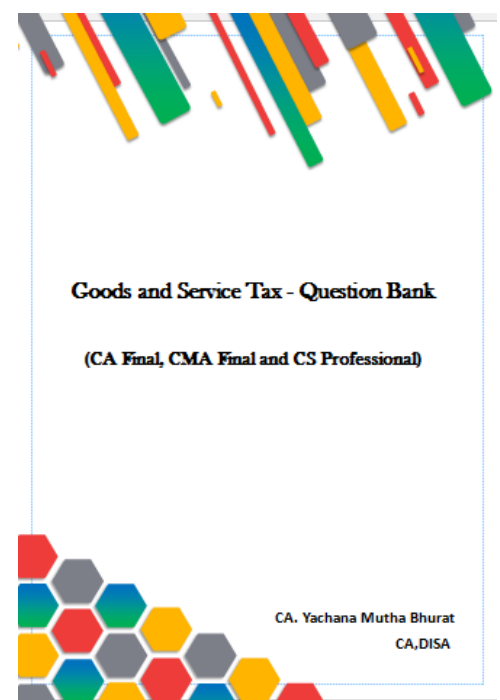 Goods and Service Tax - Question Bank
(CA Final, CMA Final and CS Professional)
CA. Yachana Mutha Bhurat
CA,DISA